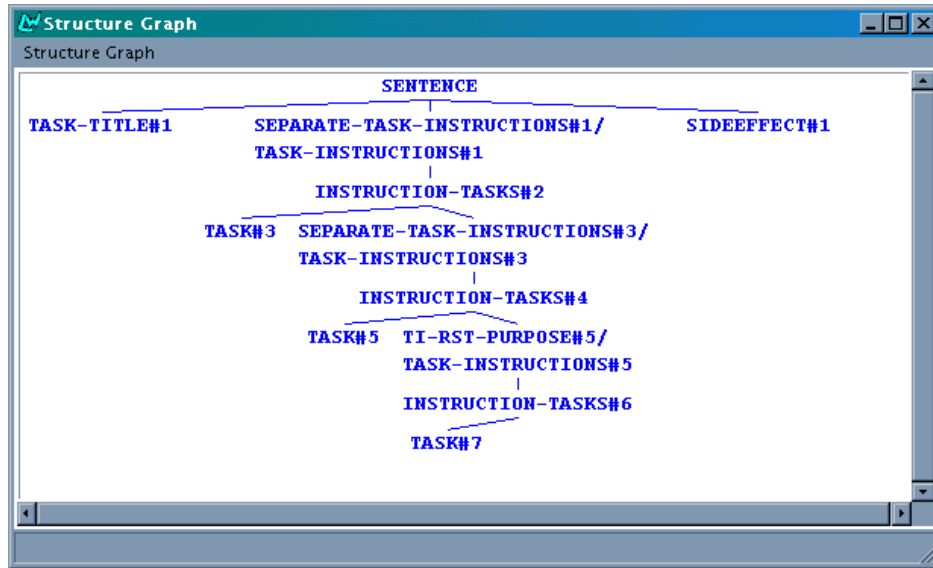 Structure Graph
Structure Graph
SENTENCE
TASK-TITLE#1 SEPARATE-TASK-INSTRUCTIONS#1/ SIDEEFFECT#1
TASK-INSTRUCTIONS#1
INSTRUCTION-TASKS#2
TASK#3 SEPARATE-TASK-INSTRUCTIONS#3/
TASK-INSTRUCTIONS#3
INSTRUCTION-TASKS#4
TASK#5 TI-RST-PURPOSE#5/
TASK-INSTRUCTIONS#5
INSTRUCTION-TASKS#6
TASK#7